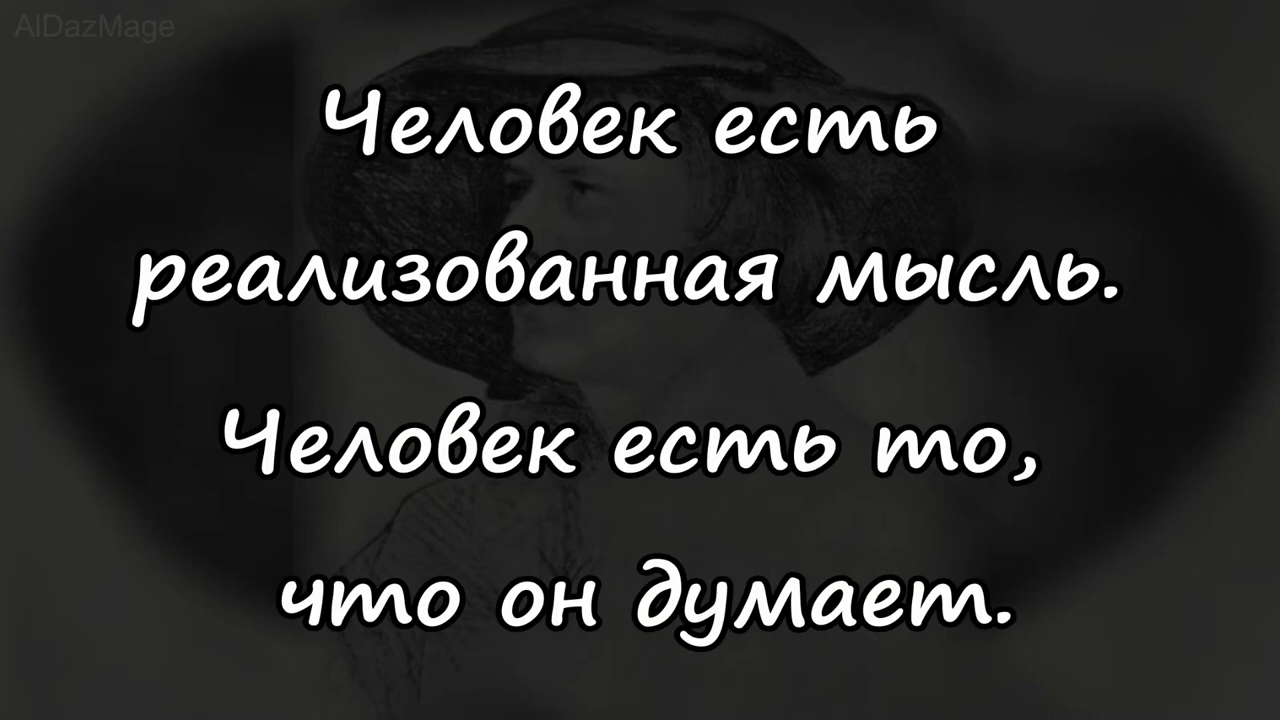 AlDazMage
Человек есть
реализованная мысль.
Человек есть то,
что он думает.